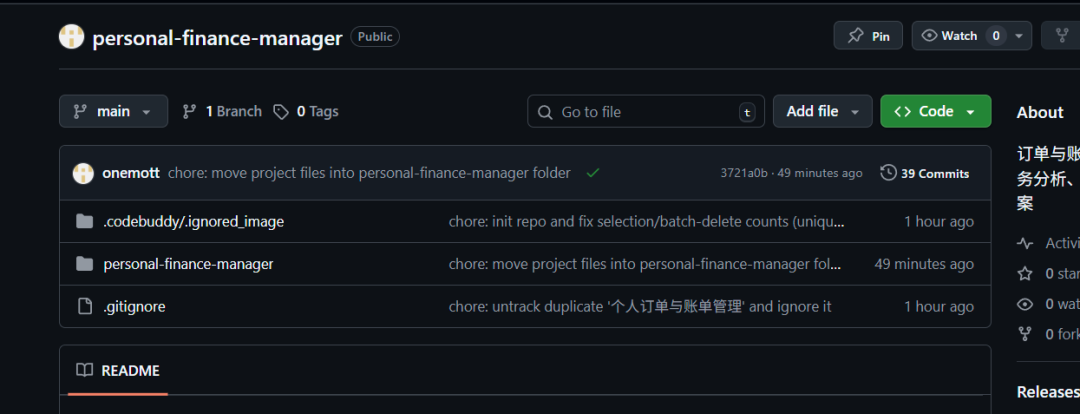 personal-finance-manager Public Pin Watch 0
main 1 Branch 0 Tags Go to file t Add file Code
About
onemott chore: move project files into personal-finance-manager folder 3721a0b · 49 minutes ago 39 Commits
订单与账
务分析、
案
.codebuddy/.ignored_image chore: init repo and fix selection/batch-delete counts (uniqu... 1 hour ago
personal-finance-manager chore: move project files into personal-finance-manager fol... 49 minutes ago
.gitignore chore: untrack duplicate '个人订单与账单管理' and ignore it 1 hour ago
Activi
0 star
0 wat
0 fork
README
Releases